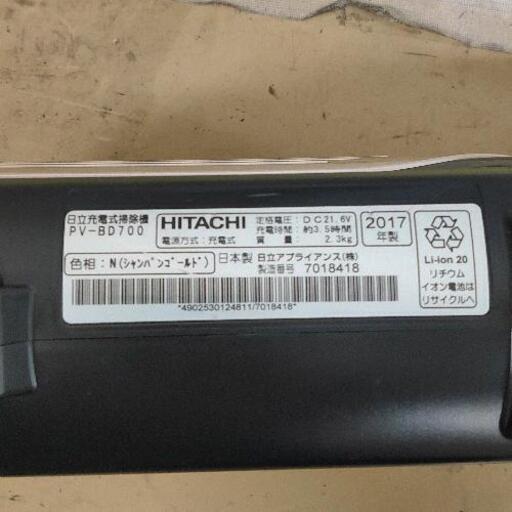 日立充電式掃除機
PV-BD700
HITACHI
電源方式:充電式
定格電圧:DC21.6V
充電時間:約3.5時間
質量:2.3kg
2017
年製
色相:N(シャンパンゴールド)
日本製 日立アプライアンス(株)
製造番号 7018418
*4902530124811/7018418*
Li-ion 20
リチウム
イオン電池は
リサイクルへ